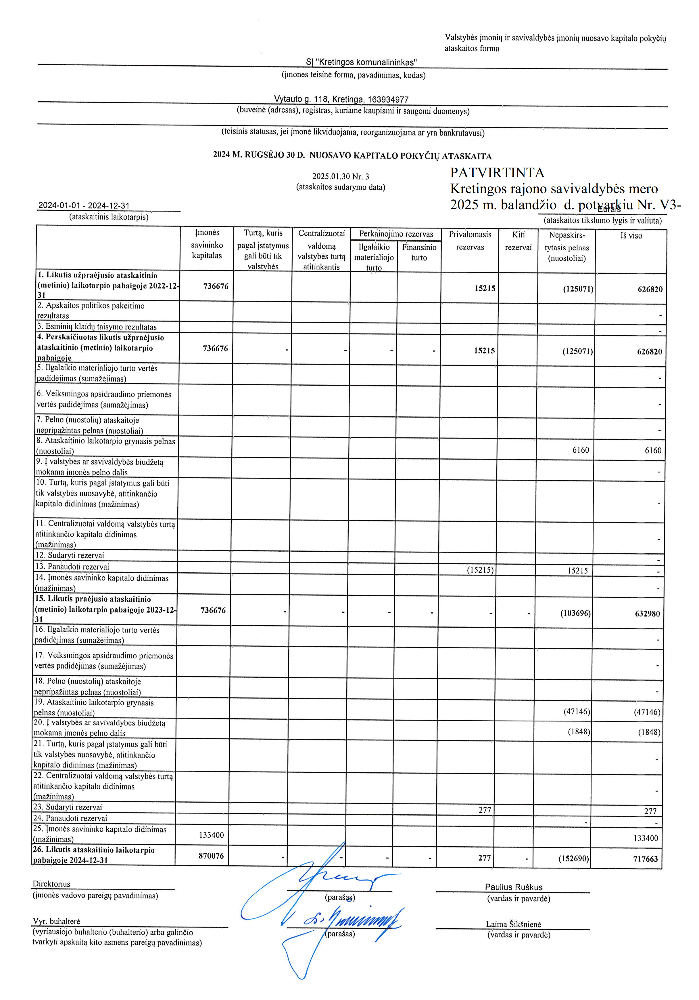 Valstybės įmonių ir savivaldybės įmonių nuosavo kapitalo pokyčių
ataskaitos forma
SĮ "Kretingos komunalininkas"
(įmonės teisinė forma, pavadinimas, kodas)
Vytauto g. 118, Kretinga, 163934977
(buveinė (adresas), registras, kuriame kaupiami ir saugomi duomenys)
(teisinis statusas, jei įmonė likviduojama, reorganizuojama ar yra bankrutavusi)
2024 M. RUGSĖJO 30 D. NUOSAVO KAPITALO POKYČIŲ ATASKAITA
2025.01.30 Nr. 3
(ataskaitos sudarymo data)
PATVIRTINTA
Kretingos rajono savivaldybės mero
2025 m. balandžio d. potvarkiu Nr. V3-
2024-01-01 - 2024-12-31
(ataskaitinis laikotarpis)
Eurais
(ataskaitos tikslumo lygis ir valiuta)
Įmonės savininko kapitalas
Turtą, kuris pagal įstatymus gali būti tik valstybės
Centralizuotai valdomą valstybės turtą atitinkantis
Perkainojimo rezervas
Ilgalaikio materialiojo turto
Finansinio turto
Privalomasis rezervas
Kiti rezervai
Nepaskirs-tytasis pelnas (nuostoliai)
Iš viso
1. Likutis užpraėjusio ataskaitinio
(metinio) laikotarpio pabaigoje 2022-12- 736676 15215 (125071) 626820
31
2. Apskaitos politikos pakeitimo
rezultatas -
3. Esminių klaidų taisymo rezultatas -
4. Perskaičiuotas likutis užpraėjusio
ataskaitinio (metinio) laikotarpio 736676 - - - - 15215 (125071) 626820
pabaigoje
5. Ilgalaikio materialiojo turto vertės
padidėjimas (sumažėjimas) -
6. Veiksmingos apsidraudimo priemonės
vertės padidėjimas (sumažėjimas) -
7. Pelno (nuostolių) ataskaitoje
nepripažintas pelnas (nuostoliai) -
8. Ataskaitinio laikotarpio grynasis pelnas
(nuostoliai) 6160 6160
9. Į valstybės ar savivaldybės biudžetą
mokama įmonės pelno dalis -
10. Turtą, kuris pagal įstatymus gali būti
tik valstybės nuosavybė, atitinkančio
kapitalo didinimas (mažinimas) -
11. Centralizuotai valdomą valstybės turtą
atitinkančio kapitalo didinimas
(mažinimas) -
12. Sudaryti rezervai -
13. Panaudoti rezervai (15215) 15215 -
14. Įmonės savininko kapitalo didinimas
(mažinimas) -
15. Likutis praėjusio ataskaitinio
(metinio) laikotarpio pabaigoje 2023-12- 736676 - - - - - - (103696) 632980
31
16. Ilgalaikio materialiojo turto vertės
padidėjimas (sumažėjimas) -
17. Veiksmingos apsidraudimo priemonės
vertės padidėjimas (sumažėjimas) -
18. Pelno (nuostolių) ataskaitoje
nepripažintas pelnas (nuostoliai) -
19. Ataskaitinio laikotarpio grynasis
pelnas (nuostoliai) (47146) (47146)
20. Į valstybės ar savivaldybės biudžetą
mokama įmonės pelno dalis (1848) (1848)
21. Turtą, kuris pagal įstatymus gali būti
tik valstybės nuosavybė, atitinkančio
kapitalo didinimas (mažinimas) -
22. Centralizuotai valdomą valstybės turtą
atitinkančio kapitalo didinimas
(mažinimas) -
23. Sudaryti rezervai 277 277
24. Panaudoti rezervai - -
25. Įmonės savininko kapitalo didinimas
(mažinimas) 133400 133400
26. Likutis ataskaitinio laikotarpio
pabaigoje 2024-12-31 870076 - - - - 277 - (152690) 717663
Direktorius
(įmonės vadovo pareigų pavadinimas)
(parašas)
Paulius Ruškus
(vardas ir pavardė)
Vyr. buhalterė
(vyriausiojo buhalterio (buhalterio) arba galinčio
tvarkyti apskaitą kito asmens pareigų pavadinimas)
(parašas)
Laima Šikšnienė
(vardas ir pavardė)